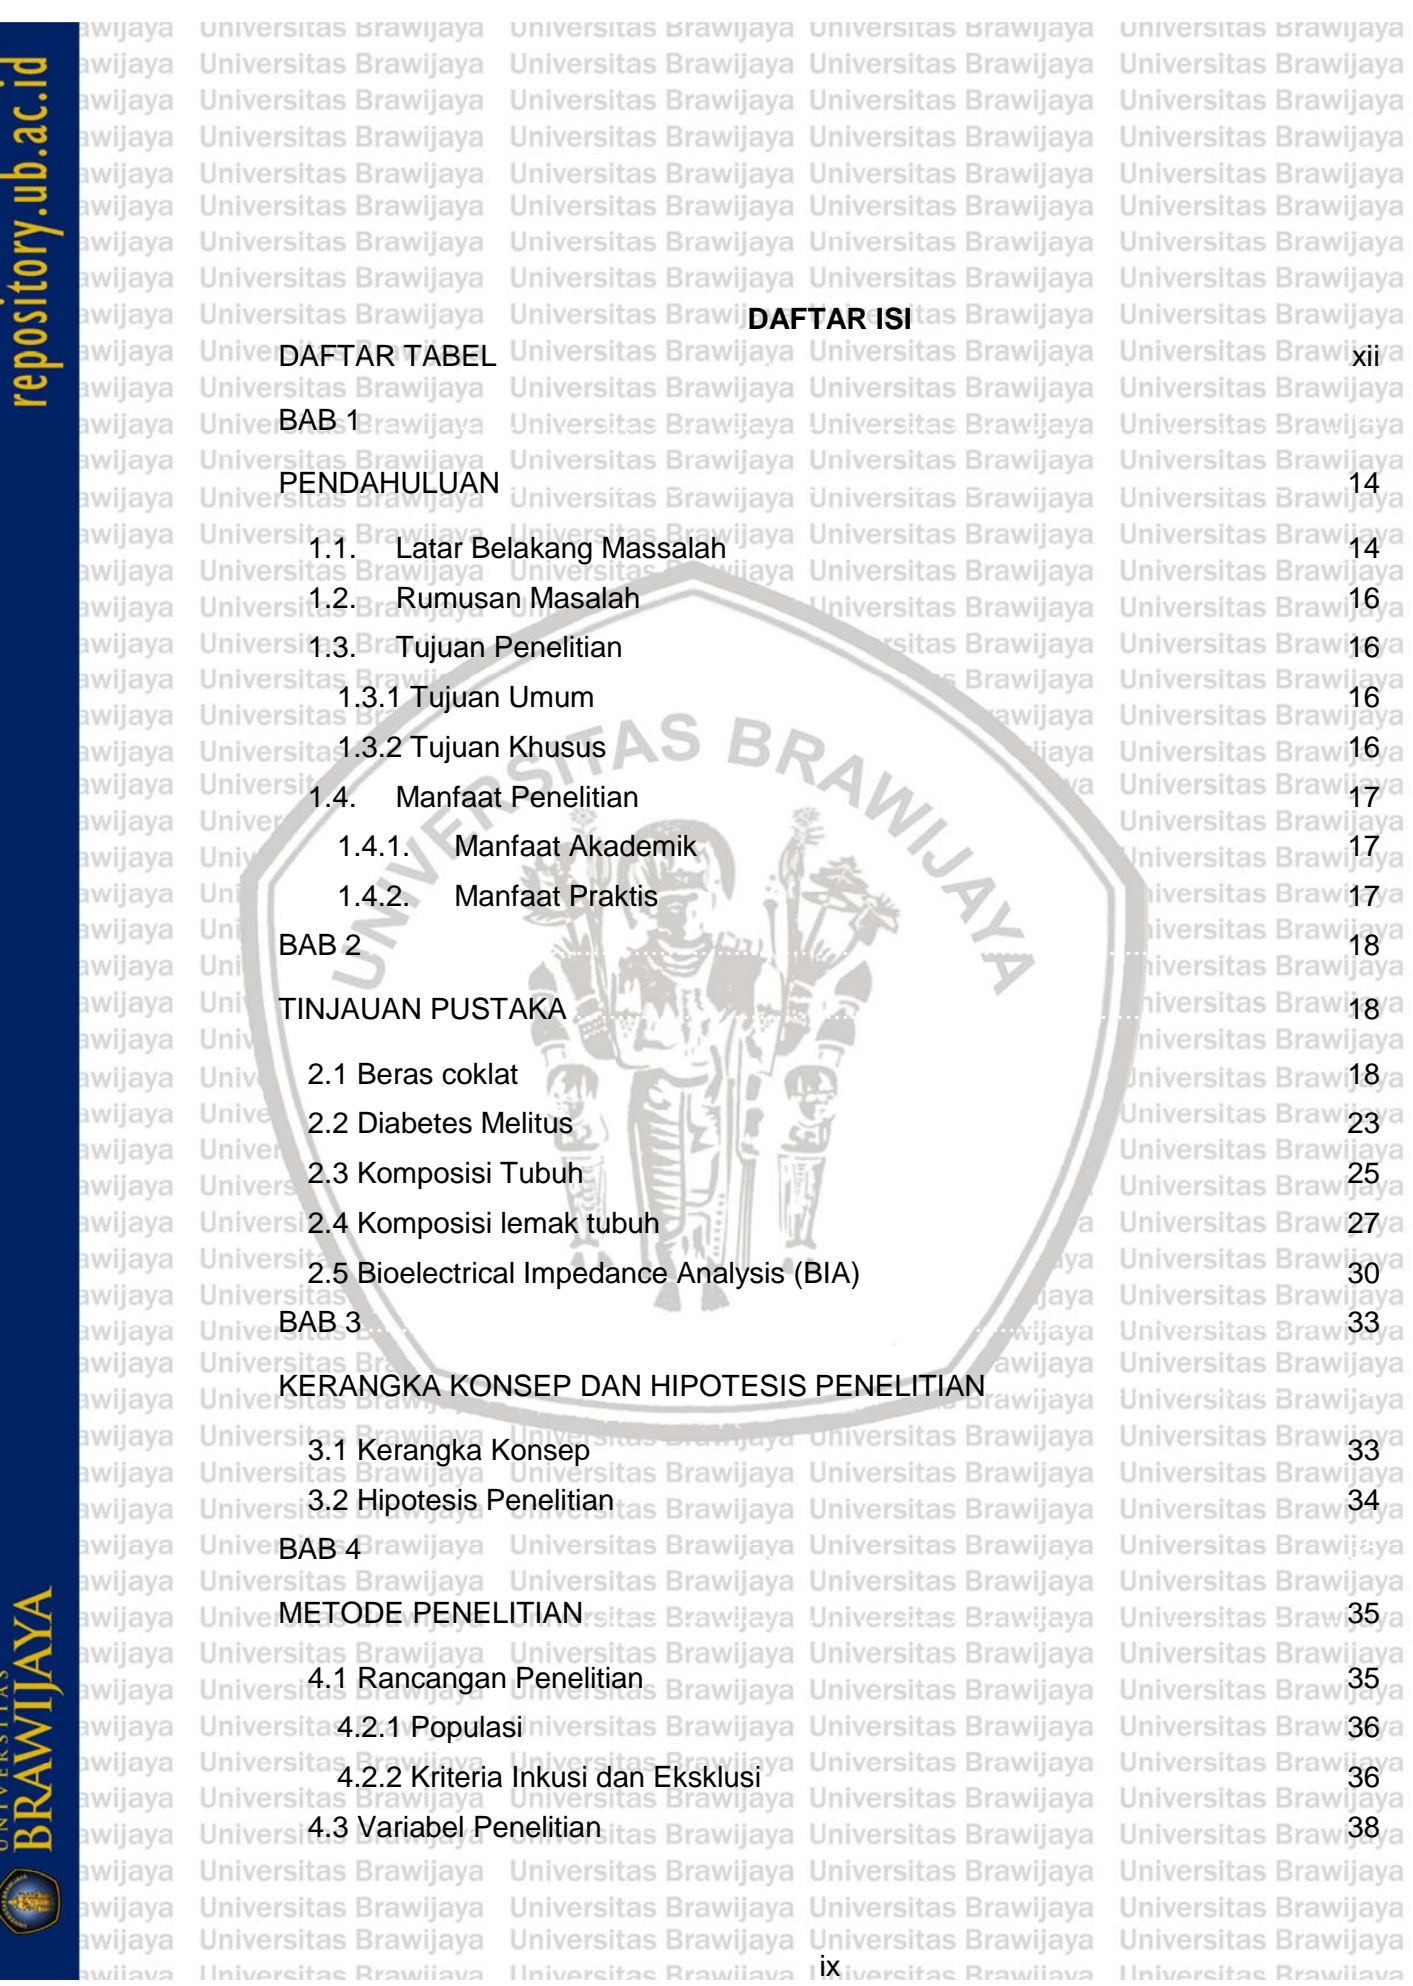 DAFTAR ISI
DAFTAR TABEL xii
BAB 1
PENDAHULUAN 14
1.1. Latar Belakang Massalah 14
1.2. Rumusan Masalah 16
1.3. Tujuan Penelitian 16
1.3.1 Tujuan Umum 16
1.3.2 Tujuan Khusus 16
1.4. Manfaat Penelitian 17
1.4.1. Manfaat Akademik 17
1.4.2. Manfaat Praktis 17
BAB 2 18
TINJAUAN PUSTAKA 18
2.1 Beras coklat 18
2.2 Diabetes Melitus 23
2.3 Komposisi Tubuh 25
2.4 Komposisi lemak tubuh 27
2.5 Bioelectrical Impedance Analysis (BIA) 30
BAB 3 33
KERANGKA KONSEP DAN HIPOTESIS PENELITIAN
3.1 Kerangka Konsep 33
3.2 Hipotesis Penelitian 34
BAB 4
METODE PENELITIAN 35
4.1 Rancangan Penelitian 35
4.2.1 Populasi 36
4.2.2 Kriteria Inkusi dan Eksklusi 36
4.3 Variabel Penelitian 38
ix
repository.ub.ac.id
UNIVERSITAS
BRAWIJAYA
UNIVERSITAS BRAWIJAYA